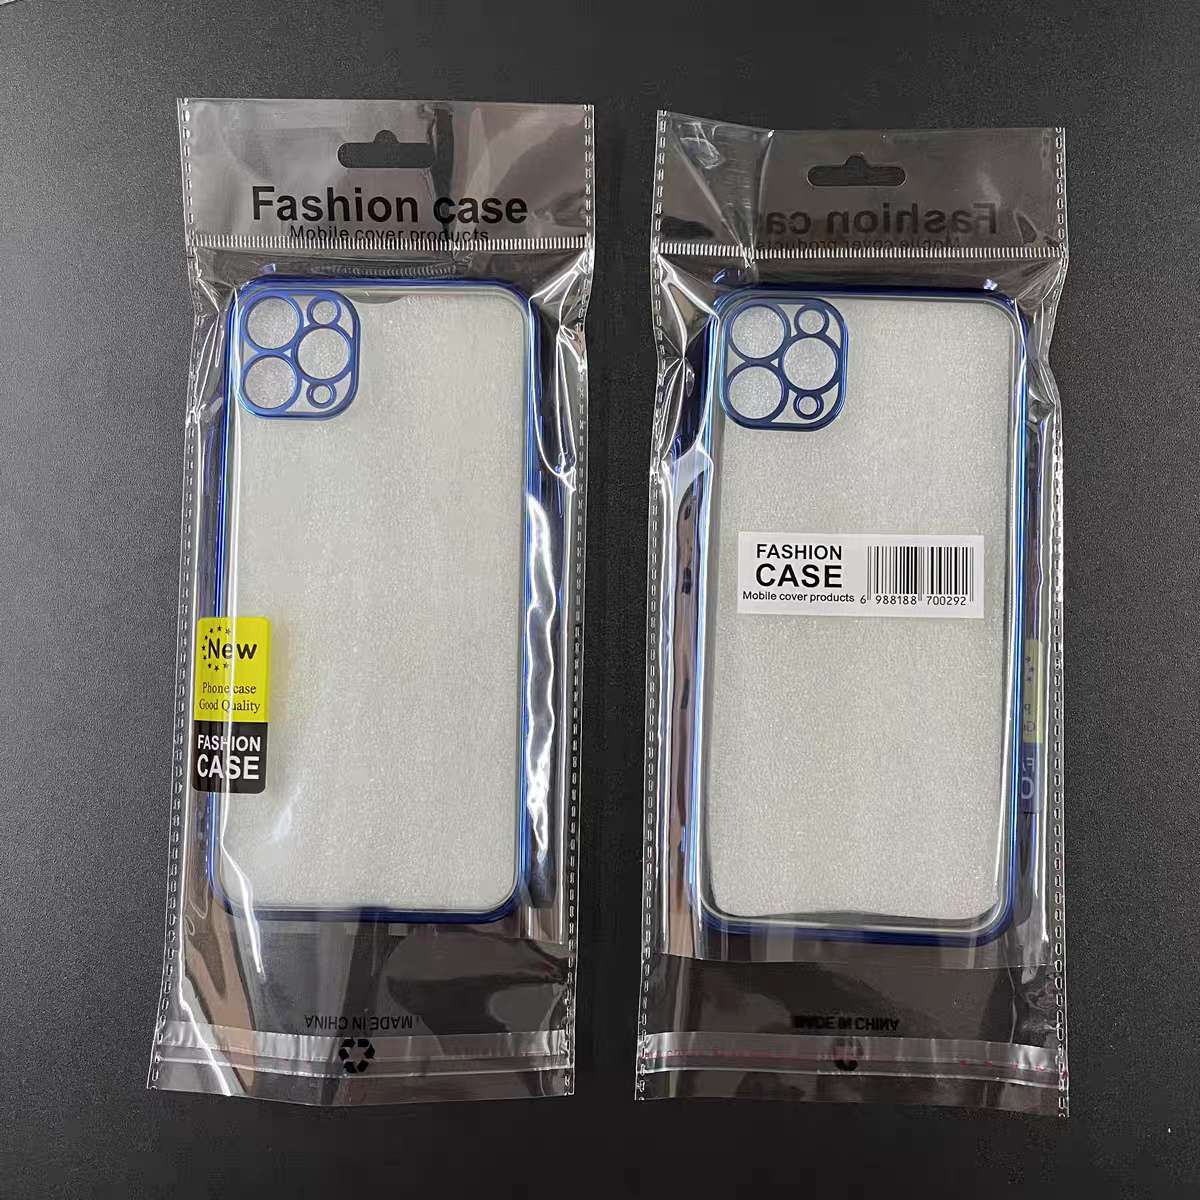 Fashion case
Mobile cover products
New
Phone case
Good Quality
FASHION
CASE
MADE IN CHINA
Fashion case
Mobile cover products
FASHION
CASE
Mobile cover products
6 988188 700292
MADE IN CHINA